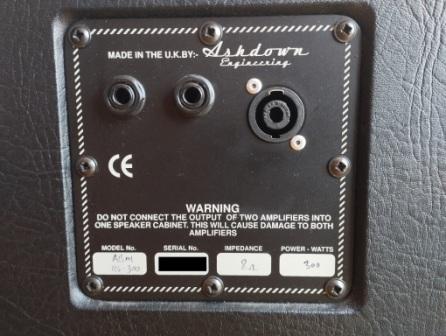 MADE IN THE U.K.BY:- Ashdown
Engineering
CE
WARNING
DO NOT CONNECT THE OUTPUT OF TWO AMPLIFIERS INTO
ONE SPEAKER CABINET. THIS WILL CAUSE DAMAGE TO BOTH
AMPLIFIERS
MODEL No. SERIAL No. IMPEDANCE POWER - WATTS
ABM 8Ω 300